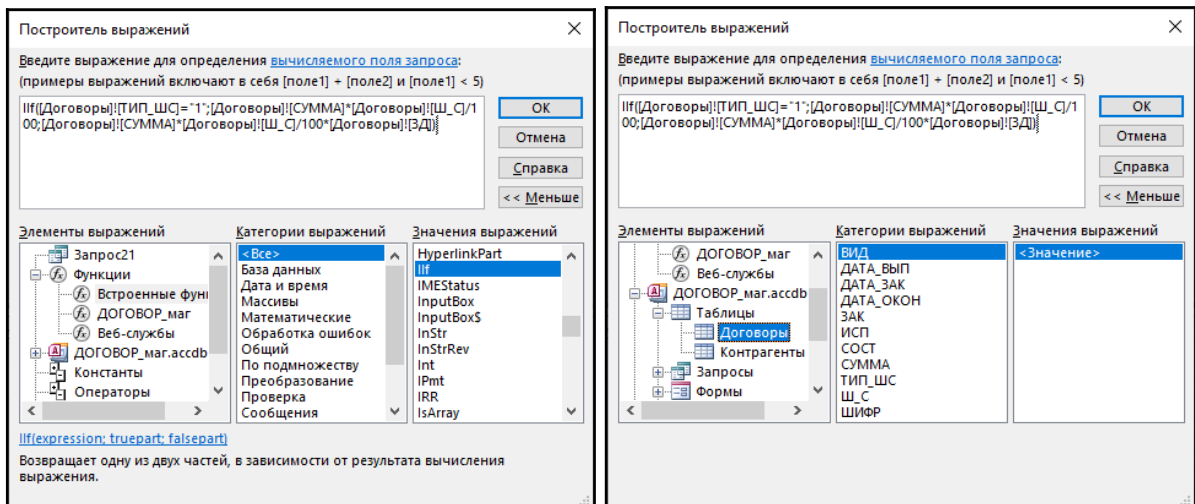 Построитель выражений
Введите выражение для определения вычисляемого поля запроса:
(примеры выражений включают в себя [поле1] + [поле2] и [поле1] < 5)
IIf([Договоры]![ТИП_ШС]="1";[Договоры]![СУММА]*[Договоры]![Ш_С]/1
00;[Договоры]![СУММА]*[Договоры]![Ш_С]/100*[Договоры]![ЗД])
ОК
Отмена
Справка
<< Меньше
Элементы выражений
Запрос21
Функции
Встроенные функ
ДОГОВОР_маг
Веб-службы
ДОГОВОР_маг.accdb
Константы
Операторы
Категории выражений
<Все>
База данных
Дата и время
Массивы
Математические
Обработка ошибок
Общий
По подмножеству
Преобразование
Проверка
Сообщения
Значения выражений
HyperlinkPart
IIf
IMEStatus
InputBox
InputBox$
InStr
InStrRev
Int
IPmt
IRR
IsArray
IIf(expression; truepart; falsepart)
Возвращает одну из двух частей, в зависимости от результата вычисления
выражения.
Построитель выражений
Введите выражение для определения вычисляемого поля запроса:
(примеры выражений включают в себя [поле1] + [поле2] и [поле1] < 5)
IIf([Договоры]![ТИП_ШС]="1";[Договоры]![СУММА]*[Договоры]![Ш_С]/1
00;[Договоры]![СУММА]*[Договоры]![Ш_С]/100*[Договоры]![ЗД])
ОК
Отмена
Справка
<< Меньше
Элементы выражений
ДОГОВОР_маг
Веб-службы
ДОГОВОР_маг.accdb
Таблицы
Договоры
Контрагенты
Запросы
Формы
Категории выражений
ВИД
ДАТА_ВЫП
ДАТА_ЗАК
ДАТА_ОКОН
ЗАК
ИСП
СОСТ
СУММА
ТИП_ШС
Ш_С
ШИФР
Значения выражений
<Значение>